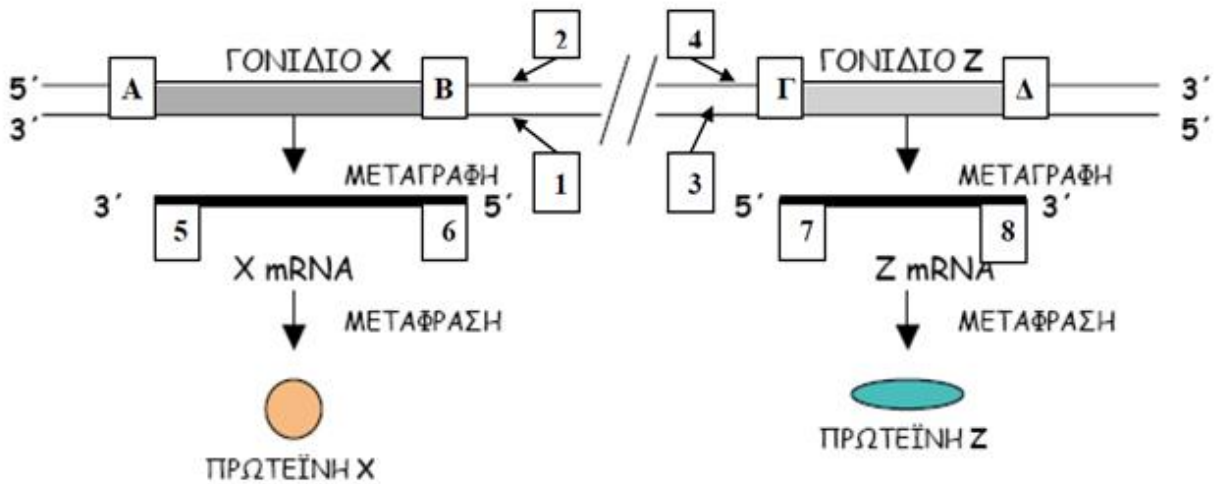 2 4
ΓΟΝΙΔΙΟ X ΓΟΝΙΔΙΟ Z
5´ Α Β Γ Δ 3´
3´ 5´
1 3
ΜΕΤΑΓΡΑΦΗ ΜΕΤΑΓΡΑΦΗ
3´ 5´ 5´ 3´
5 6 7 8
X mRNA Z mRNA
ΜΕΤΑΦΡΑΣΗ ΜΕΤΑΦΡΑΣΗ
ΠΡΩΤΕΪΝΗ X ΠΡΩΤΕΪΝΗ Z